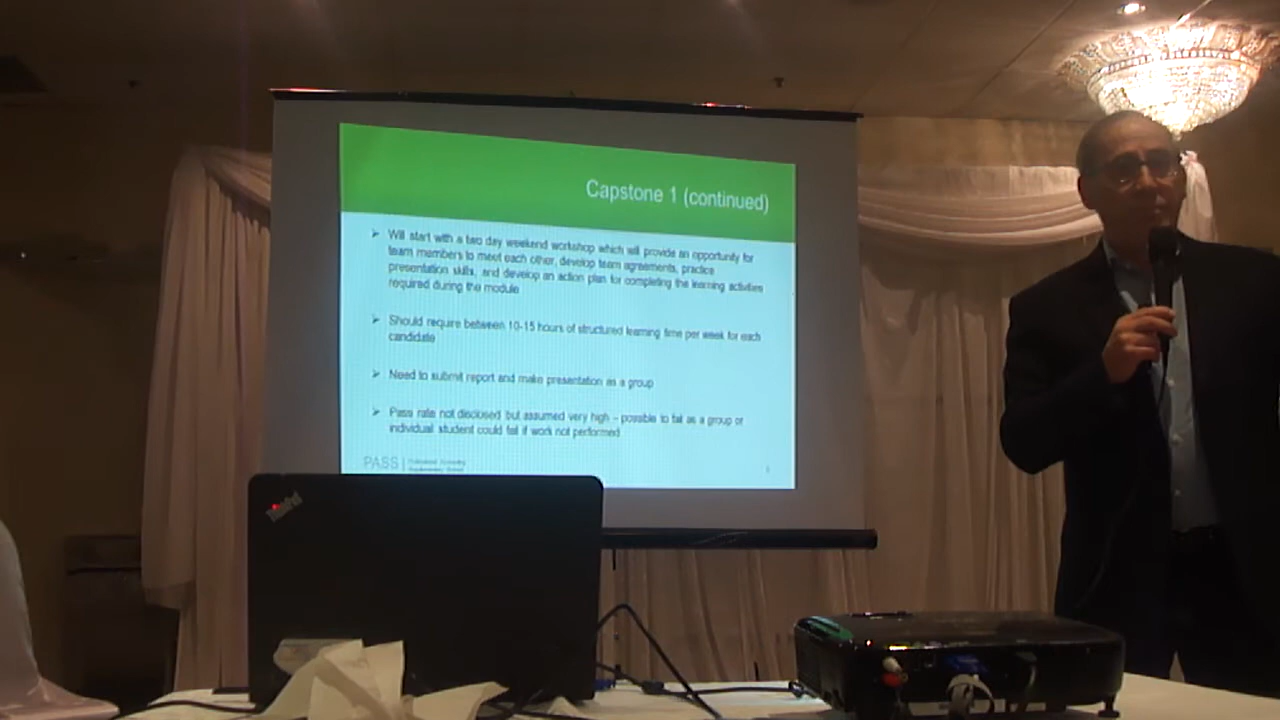 Capstone 1 (continued)
➢ Will start with a two day weekend workshop which will provide an opportunity for
team members to meet each other, develop team agreements, practice
presentation skills, and develop an action plan for completing the learning activities
required during the module
➢ Should require between 10-15 hours of structured learning time per week for each
candidate
➢ Need to submit report and make presentation as a group
➢ Pass rate not disclosed but assumed very high – possible to fail as a group or
individual student could fail if work not performed
PASS | Professional Accounting
Supplementary School
ThinkPad